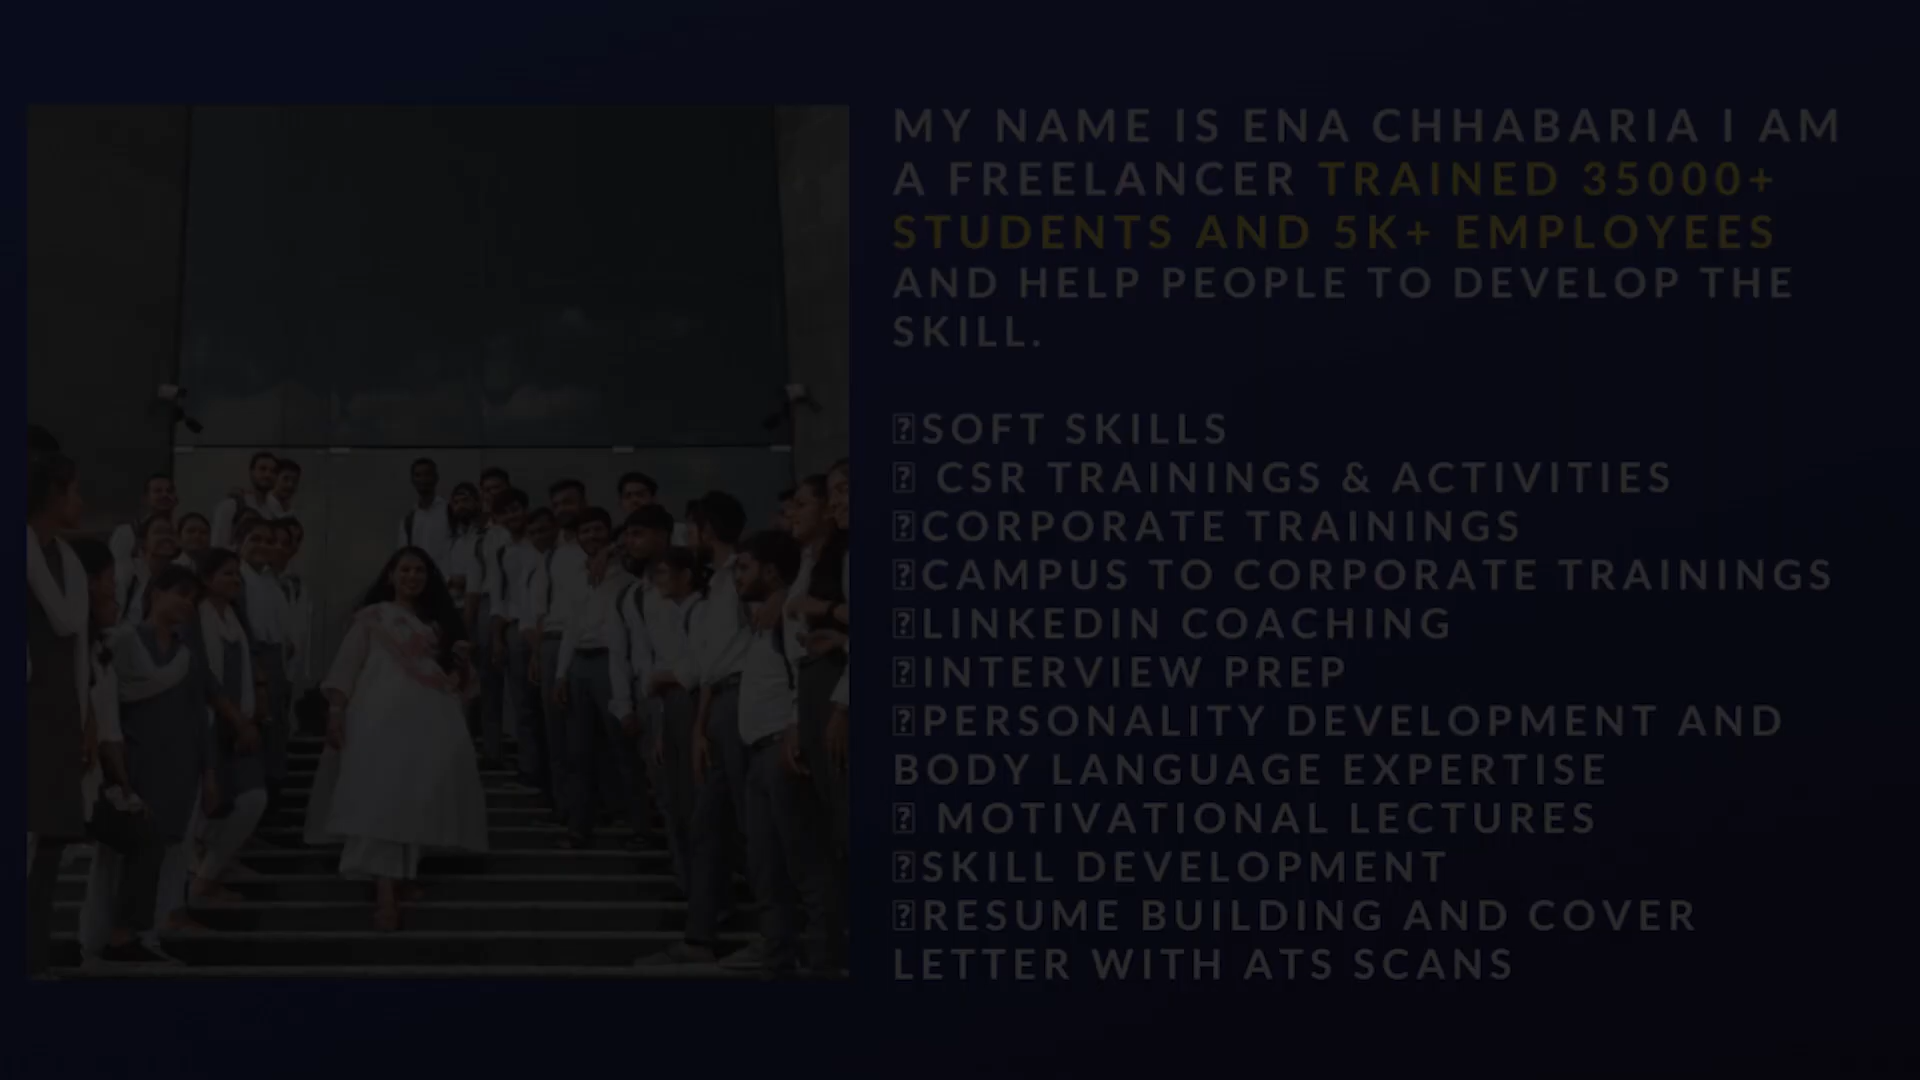 MY NAME IS ENA CHHABARIA I AM
A FREELANCER TRAINED 35000+
STUDENTS AND 5K+ EMPLOYEES
AND HELP PEOPLE TO DEVELOP THE
SKILL.
SOFT SKILLS
CSR TRAININGS & ACTIVITIES
CORPORATE TRAININGS
CAMPUS TO CORPORATE TRAININGS
LINKEDIN COACHING
INTERVIEW PREP
PERSONALITY DEVELOPMENT AND
BODY LANGUAGE EXPERTISE
MOTIVATIONAL LECTURES
SKILL DEVELOPMENT
RESUME BUILDING AND COVER
LETTER WITH ATS SCANS